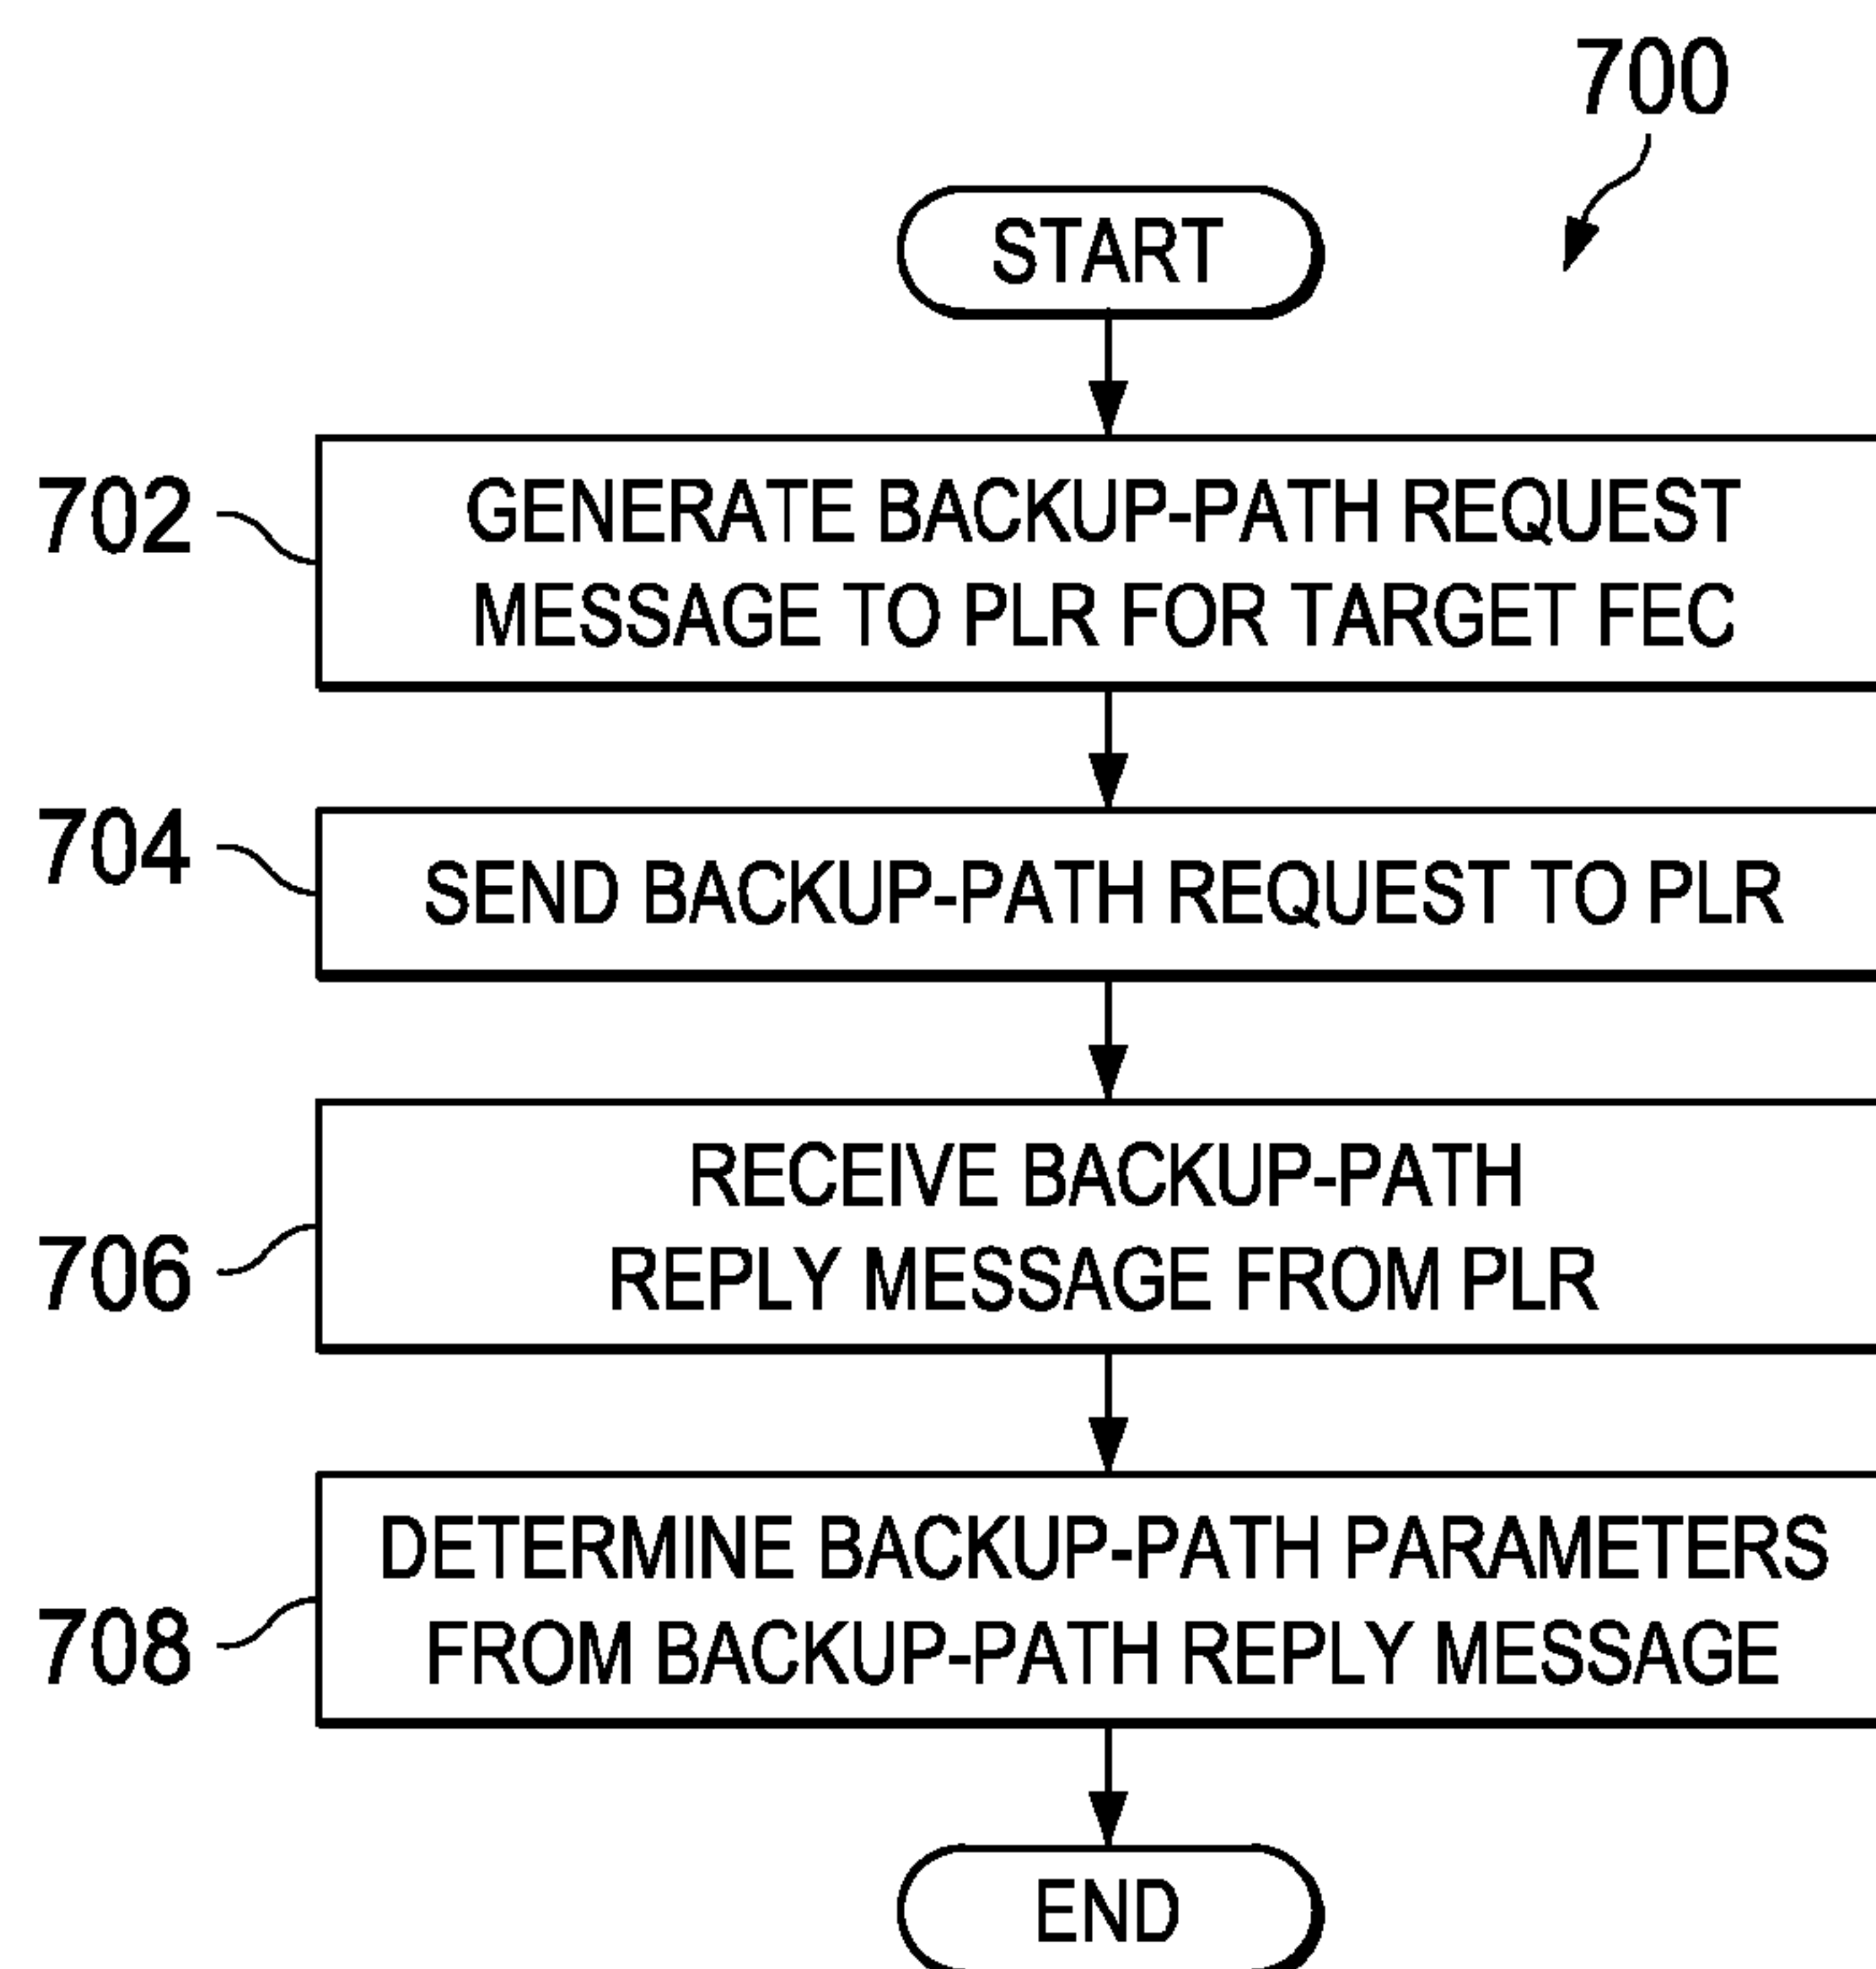 700
START
702
GENERATE BACKUP-PATH REQUEST
MESSAGE TO PLR FOR TARGET FEC
704
SEND BACKUP-PATH REQUEST TO PLR
706
RECEIVE BACKUP-PATH
REPLY MESSAGE FROM PLR
708
DETERMINE BACKUP-PATH PARAMETERS
FROM BACKUP-PATH REPLY MESSAGE
END